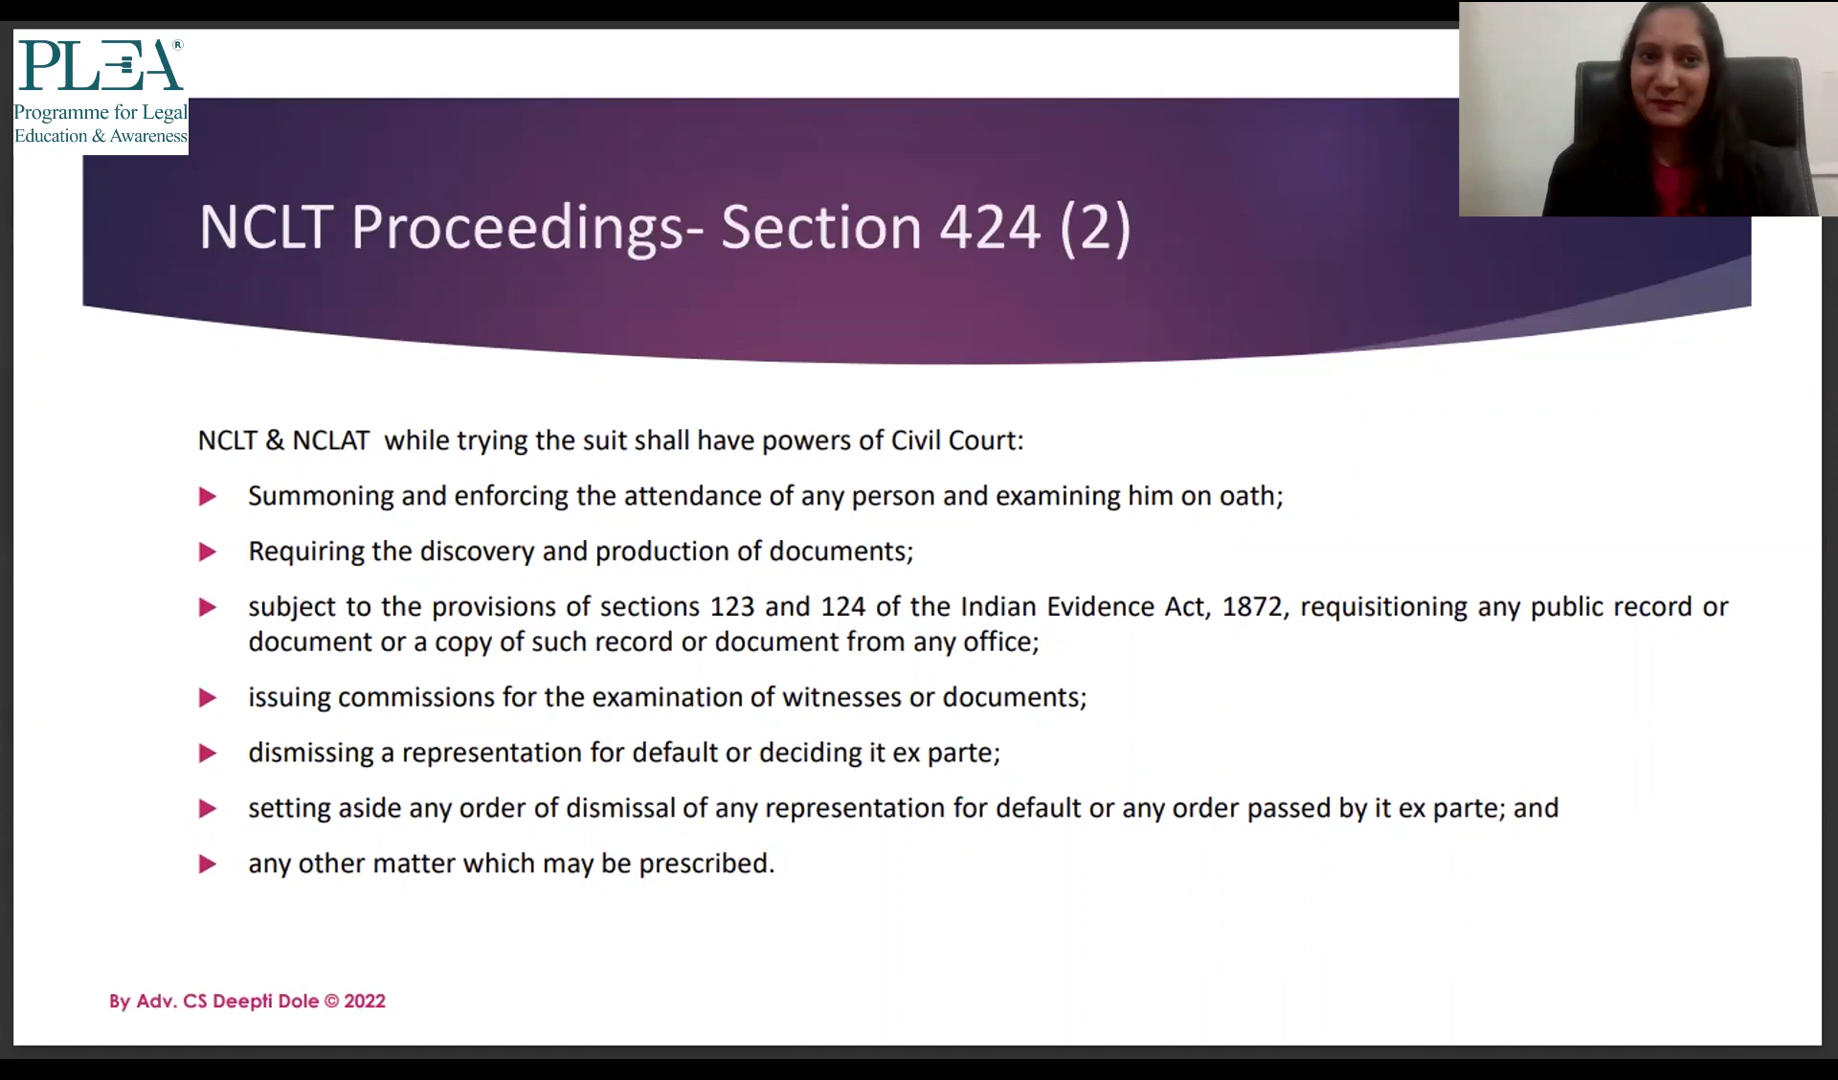 PLEA®
Programme for Legal
Education & Awareness
NCLT Proceedings- Section 424 (2)
NCLT & NCLAT while trying the suit shall have powers of Civil Court:
Summoning and enforcing the attendance of any person and examining him on oath;
Requiring the discovery and production of documents;
subject to the provisions of sections 123 and 124 of the Indian Evidence Act, 1872, requisitioning any public record or
document or a copy of such record or document from any office;
issuing commissions for the examination of witnesses or documents;
dismissing a representation for default or deciding it ex parte;
setting aside any order of dismissal of any representation for default or any order passed by it ex parte; and
any other matter which may be prescribed.
By Adv. CS Deepti Dole © 2022